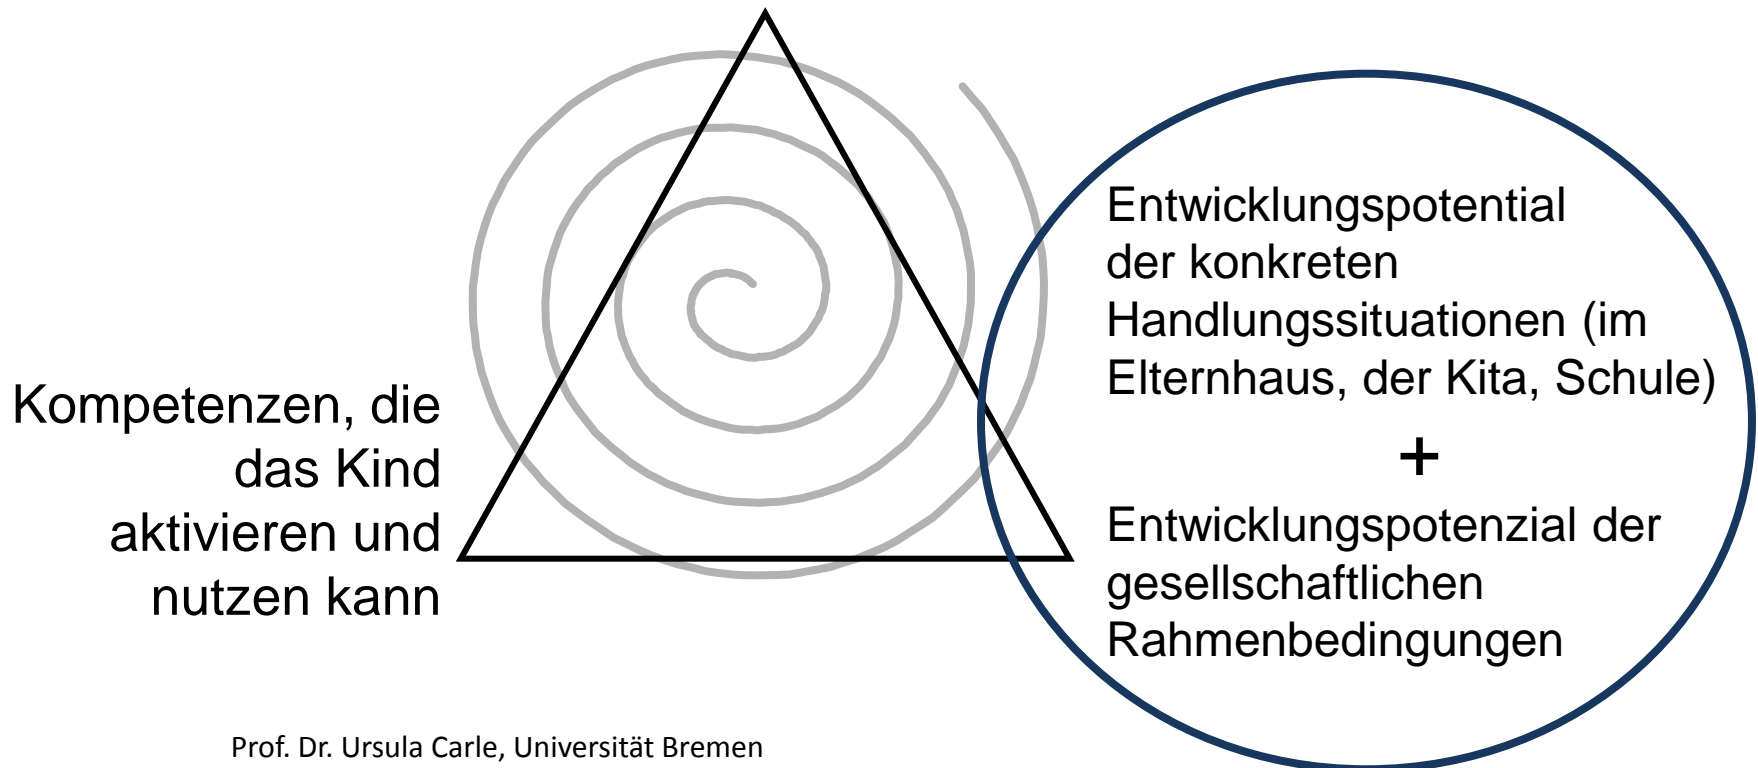 Kompetenzen, die
das Kind
aktivieren und
nutzen kann
Entwicklungspotential
der konkreten
Handlungssituationen (im
Elternhaus, der Kita, Schule)
+
Entwicklungspotenzial der
gesellschaftlichen
Rahmenbedingungen
Prof. Dr. Ursula Carle, Universität Bremen